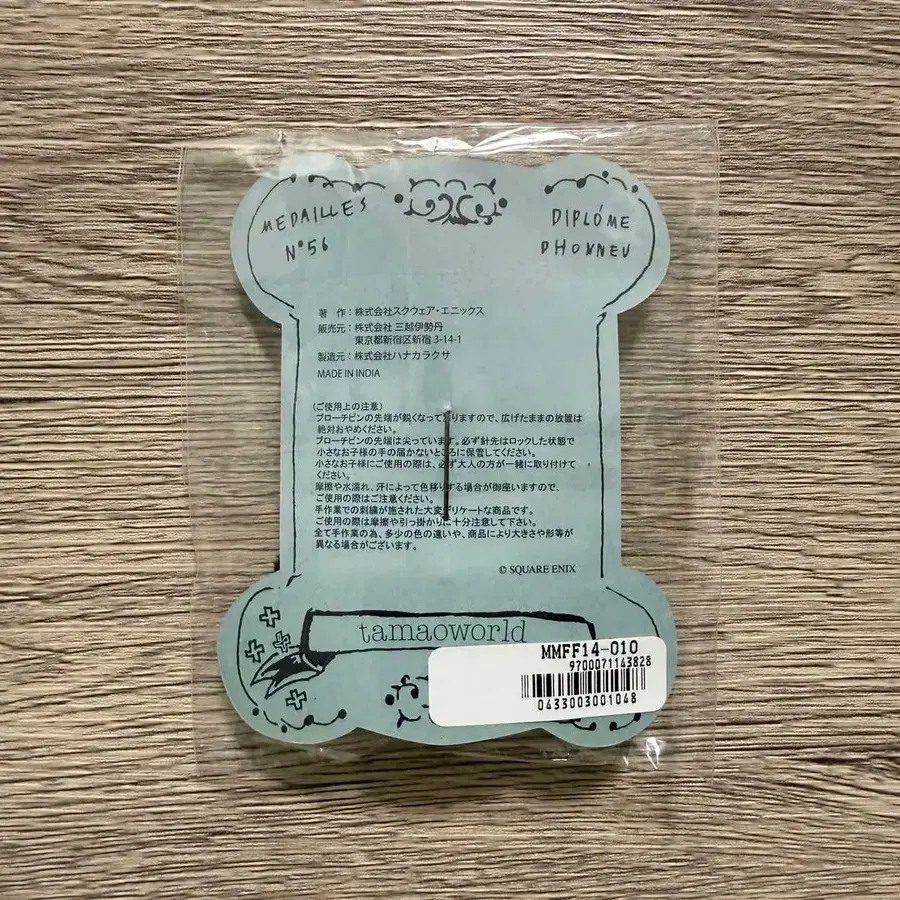 MEDAILLES
N°56
DIPLÓME
DHONNEU
著 作：株式会社スクウェア・エニックス
販売元：株式会社 三越伊勢丹
東京都新宿区新宿 3-14-1
製造元：株式会社ハナカラクサ
MADE IN INDIA
〈ご使用上の注意〉
ブローチピンの先端が鋭くなっておりますので、広げたままの放置は
絶対おやめください。
ブローチピンの先端は尖っています。必ず針先はロックした状態で
小さなお子様の手の届かないところに保管してください。
小さなお子様にご使用の際は、必ず大人の方が一緒に取り付けて
ください。
摩擦や水濡れ、汗によって色移りする場合が御座いますので、
ご使用の際はご注意ください。
手作業での刺繍が施された大変デリケートな商品です。
ご使用の際は摩擦や引っ掛かりに十分注意して下さい。
全て手作業の為、多少の色の違いや、商品により大きさや形等が
異なる場合がございます。
© SQUARE ENIX
tamaoworld
MMFF14-010
9700071143828
0433003001048